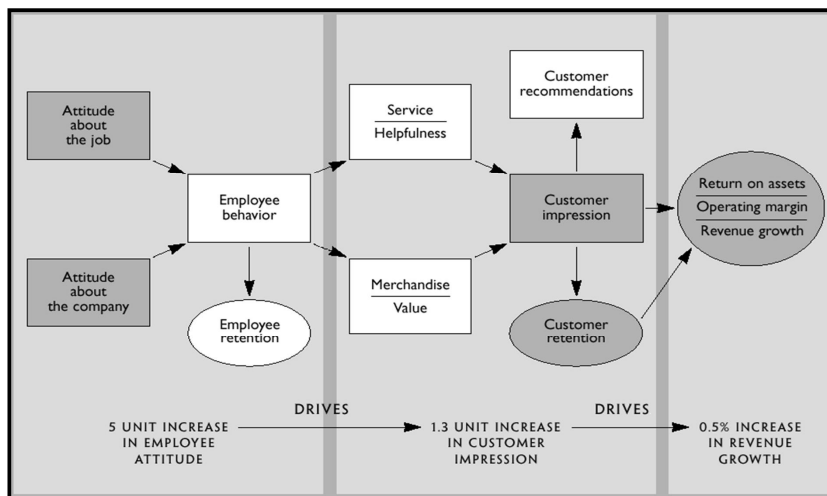 Attitude
about
the job
Attitude
about
the company
Employee
behavior
Employee
retention
Service
Helpfulness
Merchandise
Value
Customer
recommendations
Customer
impression
Customer
retention
Return on assets
Operating margin
Revenue growth
5 UNIT INCREASE
IN EMPLOYEE
ATTITUDE
DRIVES
1.3 UNIT INCREASE
IN CUSTOMER
IMPRESSION
DRIVES
0.5% INCREASE
IN REVENUE
GROWTH